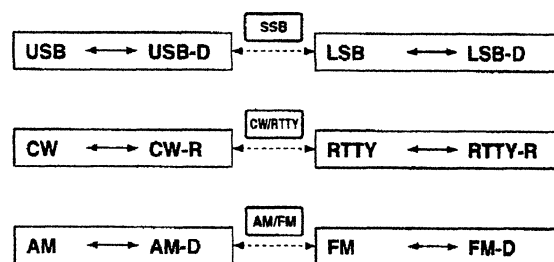 SSB
USB USB-D LSB LSB-D
CW/RTTY
CW CW-R RTTY RTTY-R
AM/FM
AM AM-D FM FM-D